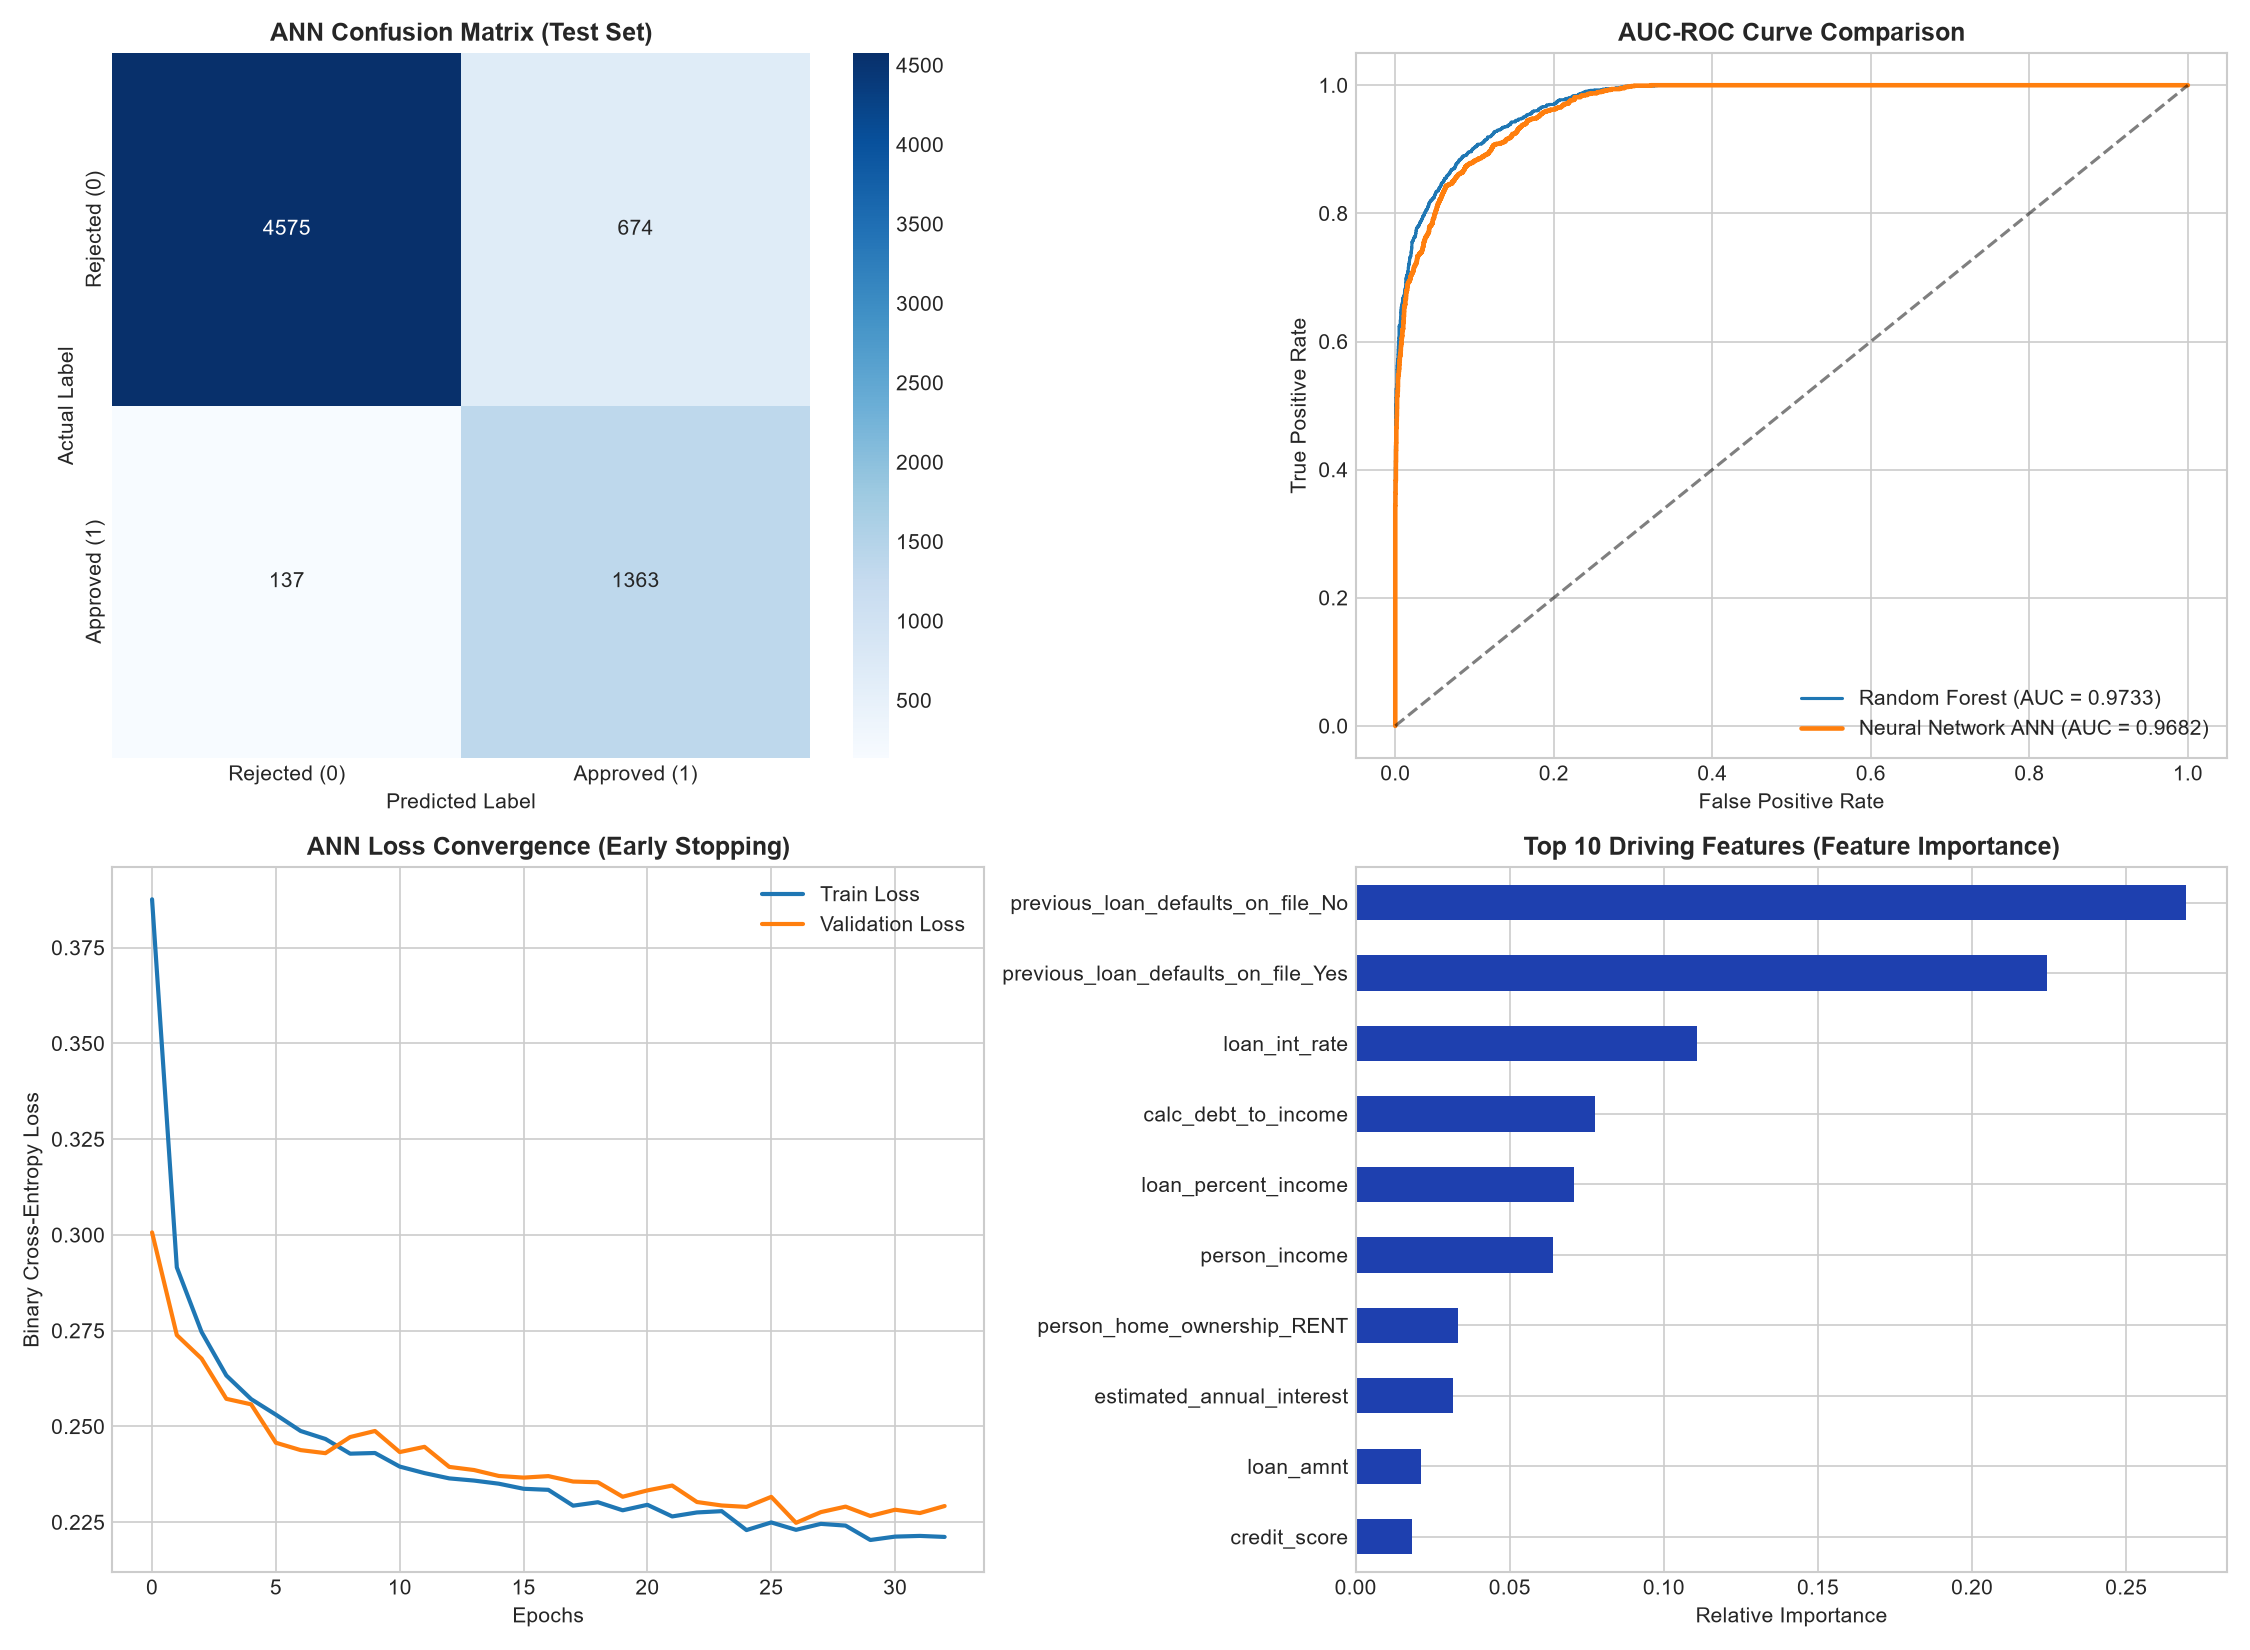 ANN Confusion Matrix (Test Set)
Actual Label
Rejected (0)
Approved (1)
4575
674
137
1363
Rejected (0)
Approved (1)
Predicted Label
4500
4000
3500
3000
2500
2000
1500
1000
500
AUC-ROC Curve Comparison
True Positive Rate
1.0
0.8
0.6
0.4
0.2
0.0
Random Forest (AUC = 0.9733)
Neural Network ANN (AUC = 0.9682)
0.0
0.2
0.4
0.6
0.8
1.0
False Positive Rate
ANN Loss Convergence (Early Stopping)
Train Loss
Validation Loss
Binary Cross-Entropy Loss
0.375
0.350
0.325
0.300
0.275
0.250
0.225
0
5
10
15
20
25
30
Epochs
Top 10 Driving Features (Feature Importance)
previous_loan_defaults_on_file_No
previous_loan_defaults_on_file_Yes
loan_int_rate
calc_debt_to_income
loan_percent_income
person_income
person_home_ownership_RENT
estimated_annual_interest
loan_amnt
credit_score
0.00
0.05
0.10
0.15
0.20
0.25
Relative Importance